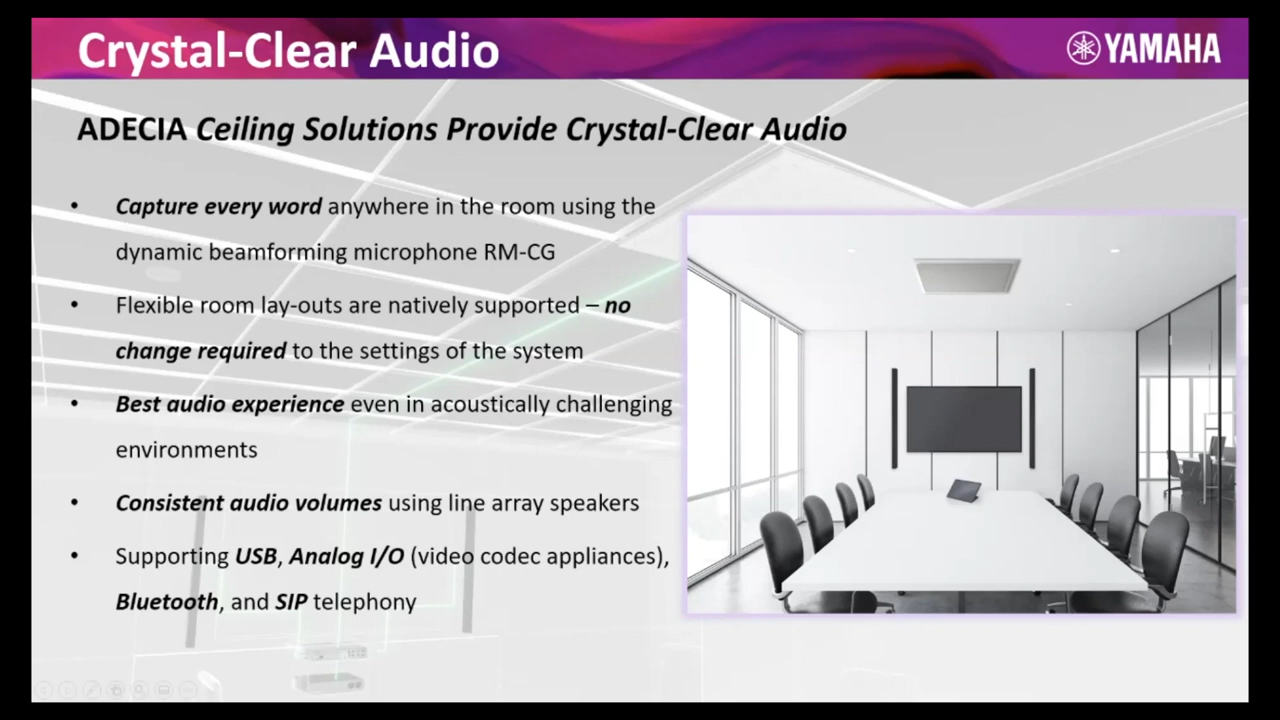 Crystal-Clear Audio
YAMAHA
ADECIA Ceiling Solutions Provide Crystal-Clear Audio
• Capture every word anywhere in the room using the
dynamic beamforming microphone RM-CG
• Flexible room lay-outs are natively supported – no
change required to the settings of the system
• Best audio experience even in acoustically challenging
environments
• Consistent audio volumes using line array speakers
• Supporting USB, Analog I/O (video codec appliances),
Bluetooth, and SIP telephony